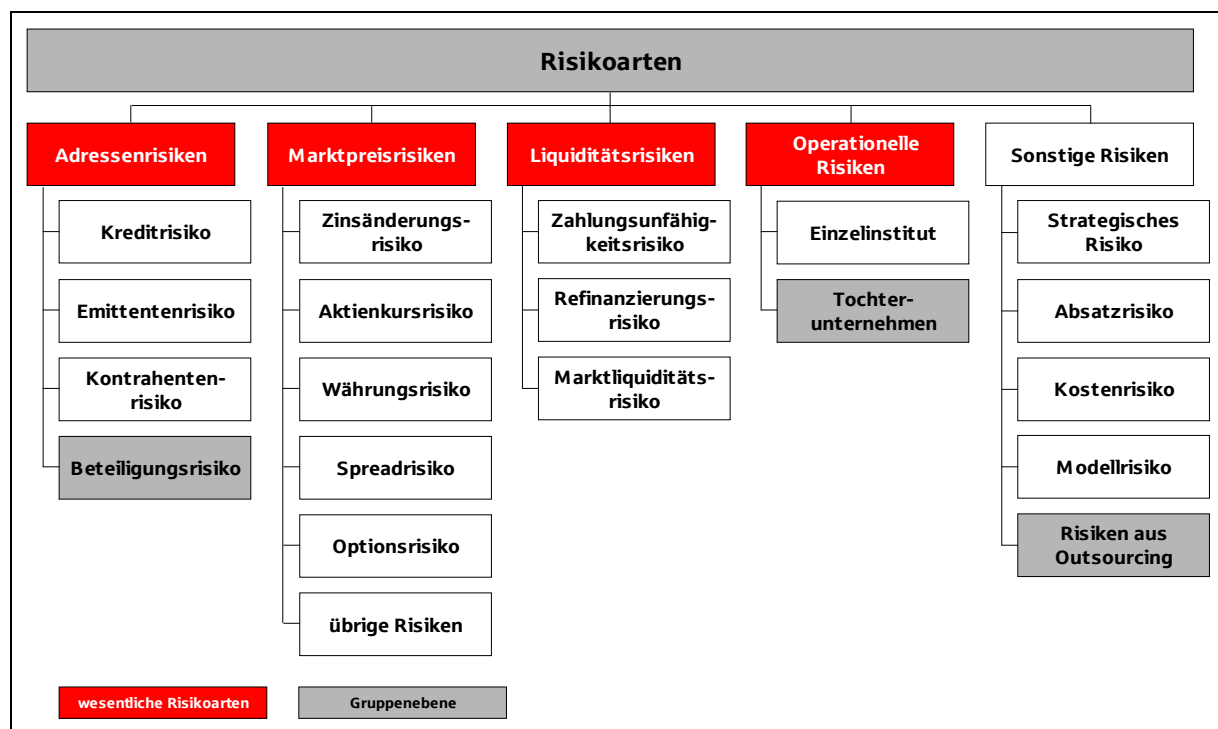 Risikoarten
Adressenrisiken
Kreditrisiko
Emittentenrisiko
Kontrahenten-
risiko
Beteiligungsrisiko
Marktpreisrisiken
Zinsänderungs-
risiko
Aktienkursrisiko
Währungsrisiko
Spreadrisiko
Optionsrisiko
übrige Risiken
Liquiditätsrisiken
Zahlungsunfähig-
keitsrisiko
Refinanzierungs-
risiko
Marktliquiditäts-
risiko
Operationelle
Risiken
Einzelinstitut
Tochter-
unternehmen
Sonstige Risiken
Strategisches
Risiko
Absatzrisiko
Kostenrisiko
Modellrisiko
Risiken aus
Outsourcing
wesentliche Risikoarten
Gruppenebene